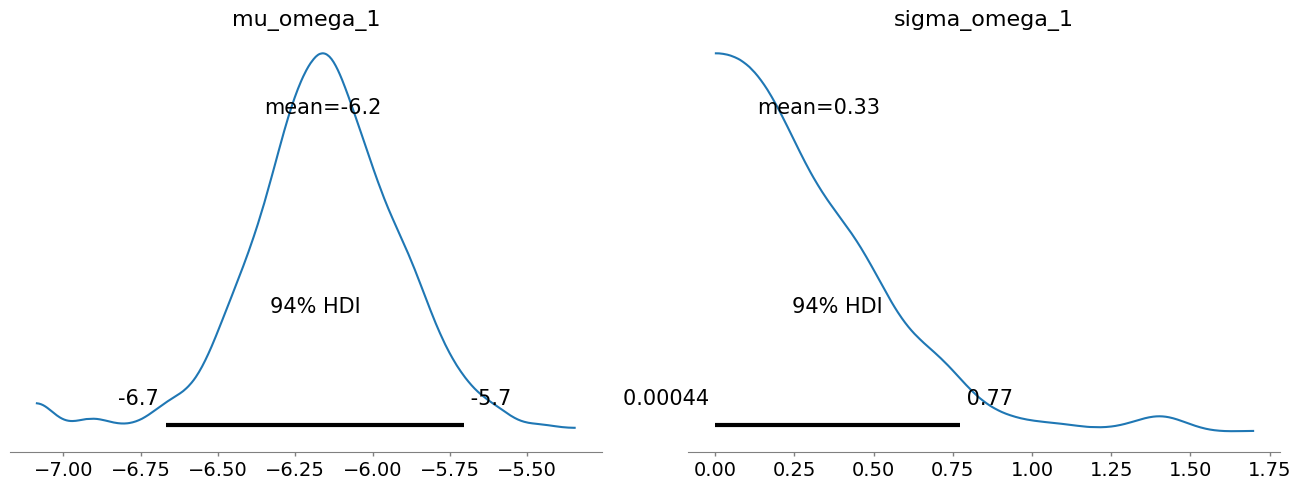 mu_omega_1
mean=-6.2
94% HDI
-6.7
-5.7
−7.00 −6.75 −6.50 −6.25 −6.00 −5.75 −5.50
sigma_omega_1
mean=0.33
94% HDI
0.00044
0.77
0.00 0.25 0.50 0.75 1.00 1.25 1.50 1.75